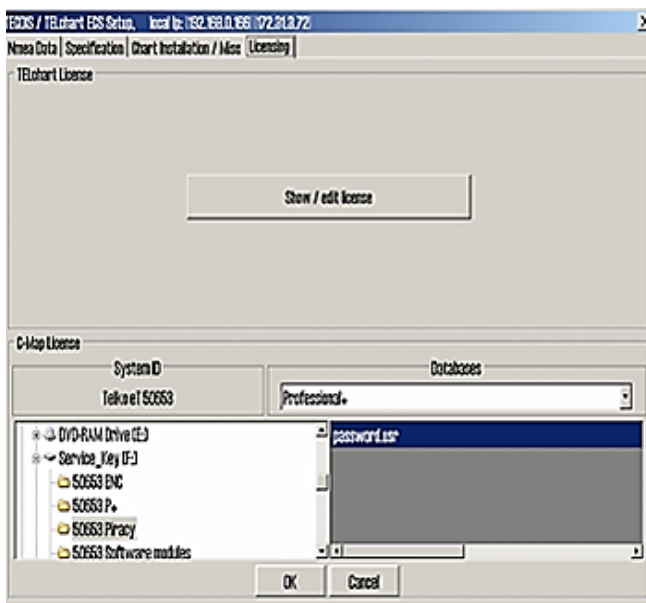 TECDIS / TELchart ECS Setup, local ip: [192.168.0.166] [172.31.3.72]
Nmea Data
Specification
Chart Installation / Misc
Licensing
TELchart License
Show / edit license
C-Map License
System ID
Databases
Telko eT 50653
Professional+
DVD-RAM Drive (E:)
Service_Key (F:)
50653 ENC
50653 P+
50653 Piracy
50653 Software modules
password.usr
OK
Cancel